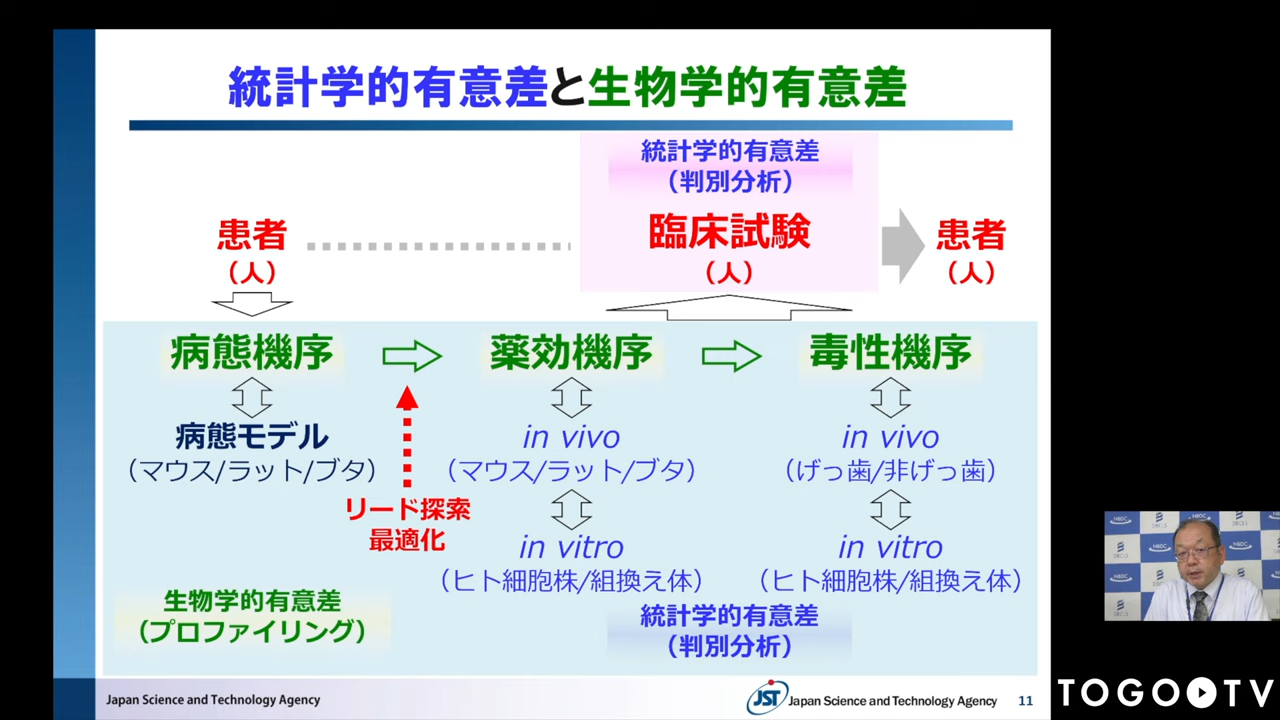 統計学的有意差と生物学的有意差
統計学的有意差
（判別分析）
患者
（人）
臨床試験
（人）
患者
（人）
病態機序
薬効機序
毒性機序
病態モデル
（マウス/ラット/ブタ）
in vivo
（マウス/ラット/ブタ）
in vivo
（げっ歯/非げっ歯）
リード探索
最適化
in vitro
（ヒト細胞株/組換え体）
in vitro
（ヒト細胞株/組換え体）
生物学的有意差
（プロファイリング）
統計学的有意差
（判別分析）
Japan Science and Technology Agency
JST Japan Science and Technology Agency
11
NBDC
DBCLS
TOGO TV